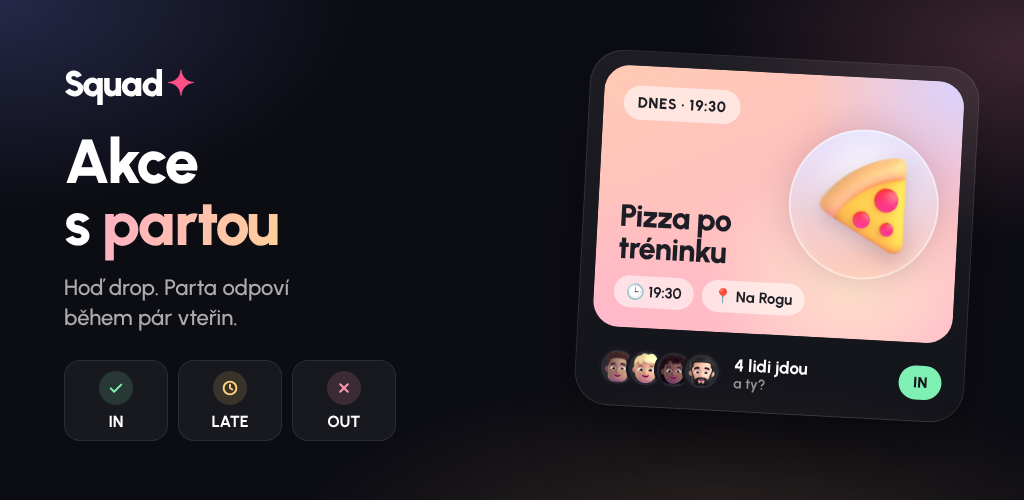 Squad
Akce
s partou
Hoď drop. Parta odpoví
během pár vteřin.
IN
LATE
OUT
DNES · 19:30
Pizza po
tréninku
19:30
Na Rogu
4 lidi jdou
a ty?
IN